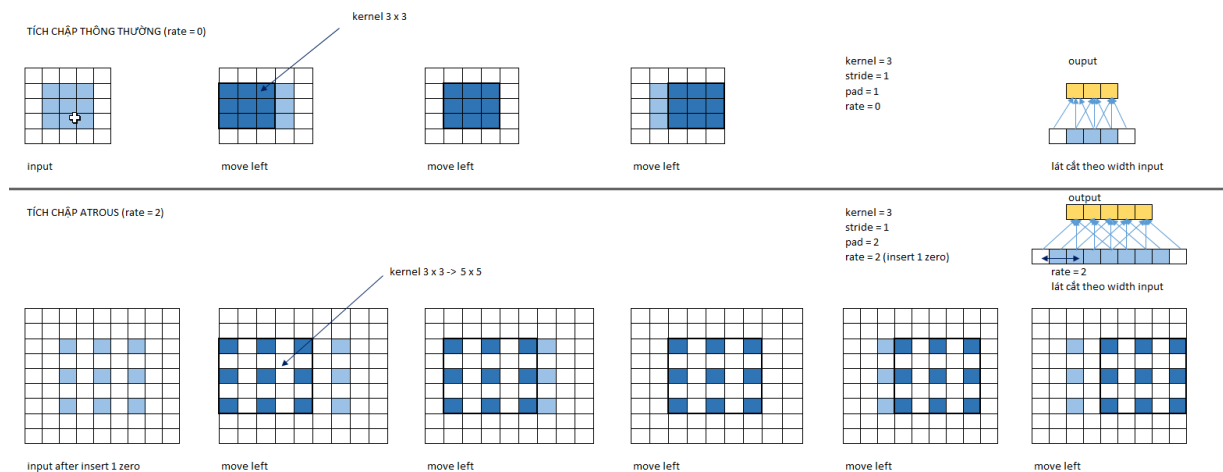 kernel 3 x 3
TÍCH CHẬP THÔNG THƯỜNG (rate = 0)
kernel = 3
stride = 1
pad = 1
rate = 0
ouput
input
move left
move left
move left
lát cắt theo width input
TÍCH CHẬP ATROUS (rate = 2)
kernel = 3
stride = 1
pad = 2
rate = 2 (insert 1 zero)
output
rate = 2
lát cắt theo width input
kernel 3 x 3 -> 5 x 5
input after insert 1 zero
move left
move left
move left
move left
move left